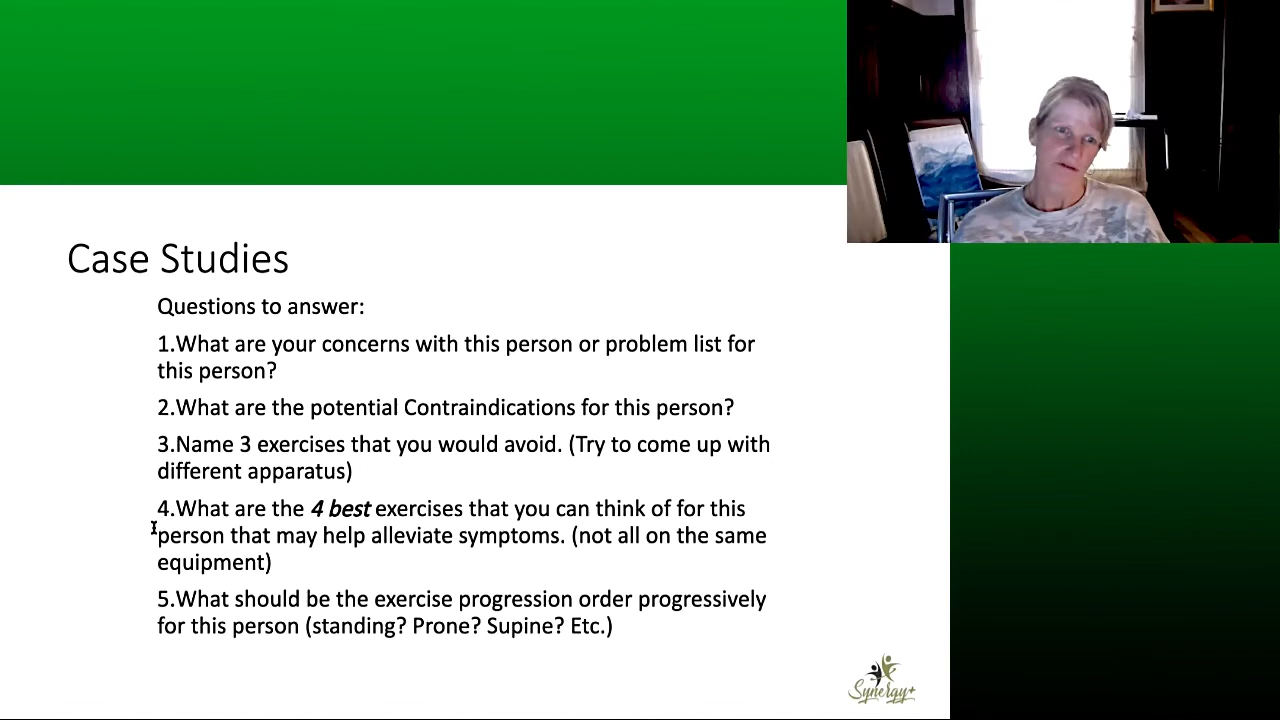 Case Studies
Questions to answer:
1.What are your concerns with this person or problem list for
this person?
2.What are the potential Contraindications for this person?
3.Name 3 exercises that you would avoid. (Try to come up with
different apparatus)
4.What are the 4 best exercises that you can think of for this
person that may help alleviate symptoms. (not all on the same
equipment)
5.What should be the exercise progression order progressively
for this person (standing? Prone? Supine? Etc.)
Synergy+